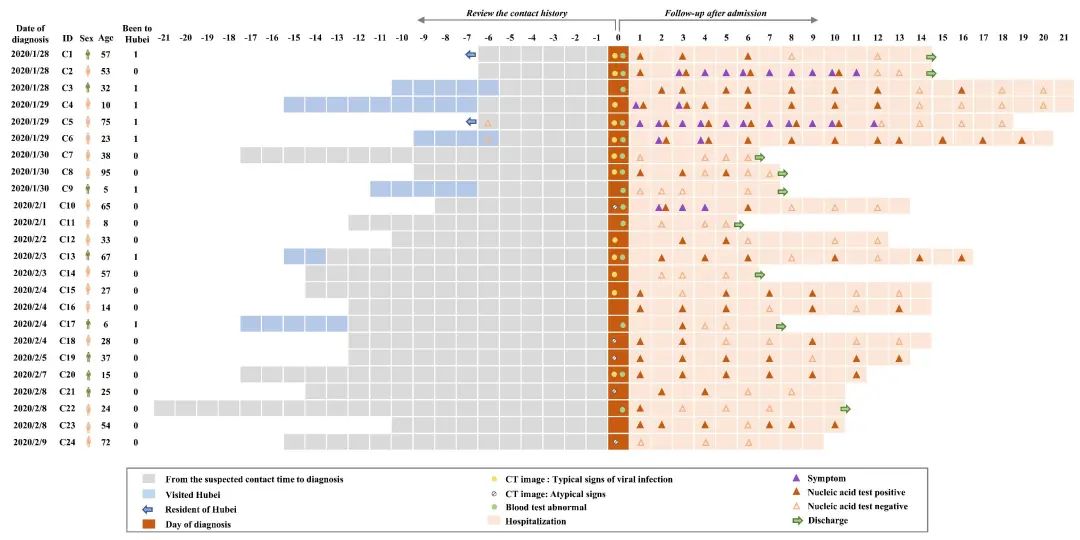 Review the contact history
Follow-up after admission
Date of diagnosis ID Sex Age Been to Hubei -21 -20 -19 -18 -17 -16 -15 -14 -13 -12 -11 -10 -9 -8 -7 -6 -5 -4 -3 -2 -1 0 1 2 3 4 5 6 7 8 9 10 11 12 13 14 15 16 17 18 19 20 21
2020/1/28 C1 57 1
2020/1/28 C2 53 0
2020/1/28 C3 32 1
2020/1/29 C4 10 1
2020/1/29 C5 75 1
2020/1/29 C6 23 1
2020/1/30 C7 38 0
2020/1/30 C8 95 0
2020/1/30 C9 5 1
2020/2/1 C10 65 0
2020/2/1 C11 8 0
2020/2/2 C12 33 0
2020/2/3 C13 67 1
2020/2/3 C14 57 0
2020/2/4 C15 27 0
2020/2/4 C16 14 0
2020/2/4 C17 6 1
2020/2/4 C18 28 0
2020/2/5 C19 37 0
2020/2/7 C20 15 0
2020/2/8 C21 25 0
2020/2/8 C22 24 0
2020/2/8 C23 54 0
2020/2/9 C24 72 0
From the suspected contact time to diagnosis
Visited Hubei
Resident of Hubei
Day of diagnosis
CT image : Typical signs of viral infection
CT image: Atypical signs
Blood test abnormal
Hospitalization
Symptom
Nucleic acid test positive
Nucleic acid test negative
Discharge